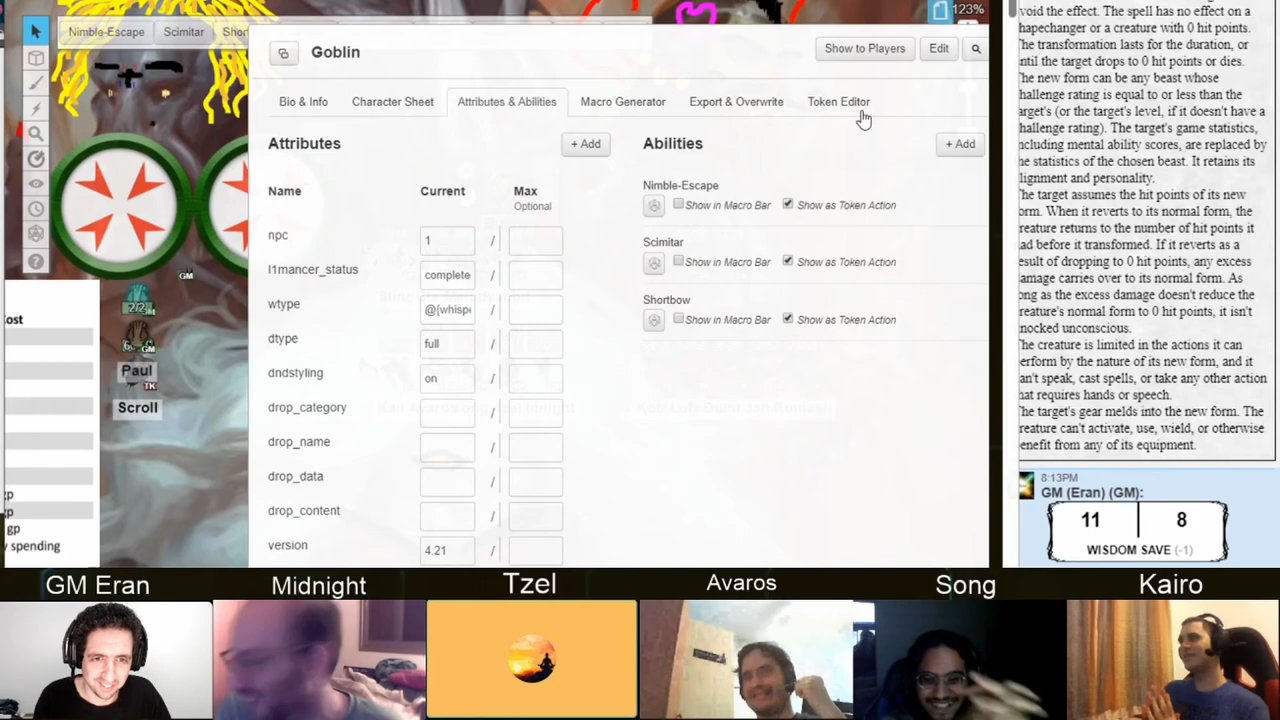 123%
Nimble-Escape
Scimitar
Shor
Goblin
Show to Players
Edit
Bio & Info
Character Sheet
Attributes & Abilities
Macro Generator
Export & Overwrite
Token Editor
Attributes
+ Add
Name
Current
Max
Optional
npc
1
/
l1mancer_status
complete
/
wtype
@{whispe
/
dtype
full
/
dndstyling
on
/
drop_category
/
drop_name
/
drop_data
/
drop_content
/
version
4.21
/
Abilities
+ Add
Nimble-Escape
Show in Macro Bar
Show as Token Action
Scimitar
Show in Macro Bar
Show as Token Action
Shortbow
Show in Macro Bar
Show as Token Action
GM
2/2
GM
Paul
TK
Scroll
ost
gp
gp
gp
y spending
void the effect. The spell has no effect on a
hapechanger or a creature with 0 hit points.
The transformation lasts for the duration, or
ntil the target drops to 0 hit points or dies.
The new form can be any beast whose
hallenge rating is equal to or less than the
arget's (or the target's level, if it doesn't have a
hallenge rating). The target's game statistics,
ncluding mental ability scores, are replaced by
he statistics of the chosen beast. It retains its
lignment and personality.
The target assumes the hit points of its new
orm. When it reverts to its normal form, the
reature returns to the number of hit points it
ad before it transformed. If it reverts as a
esult of dropping to 0 hit points, any excess
amage carries over to its normal form. As
ong as the excess damage doesn't reduce the
reature's normal form to 0 hit points, it isn't
nocked unconscious.
The creature is limited in the actions it can
erform by the nature of its new form, and it
an't speak, cast spells, or take any other action
hat requires hands or speech.
The target's gear melds into the new form. The
reature can't activate, use, wield, or otherwise
enefit from any of its equipment.
8:13PM
GM (Eran) (GM):
11
8
WISDOM SAVE (-1)
GM Eran
Midnight
Tzel
Avaros
Song
Kairo